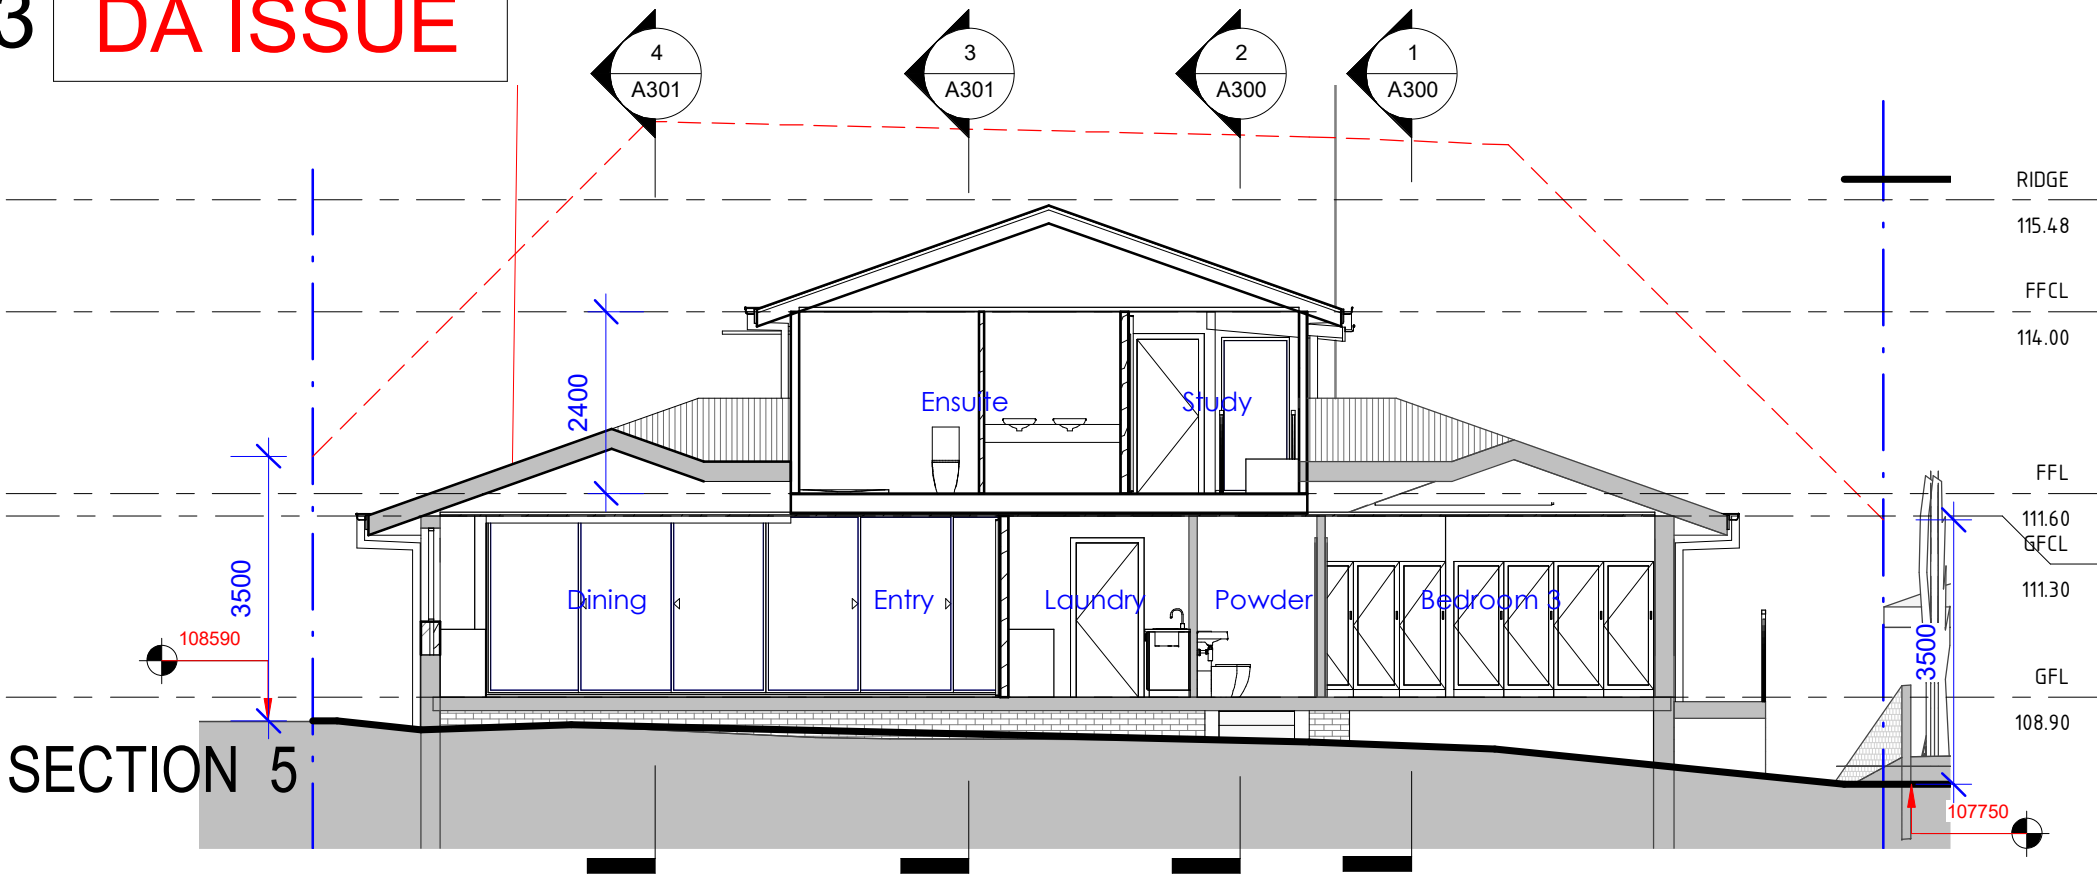 3
DA ISSUE
4
A301
3
A301
2
A300
1
A300
RIDGE
115.48
FFCL
114.00
2400
Ensuite
Study
FFL
111.60
GFCL
111.30
3500
Dining
Entry
Laundry
Powder
Bedroom 3
108590
3500
GFL
108.90
SECTION 5
107750